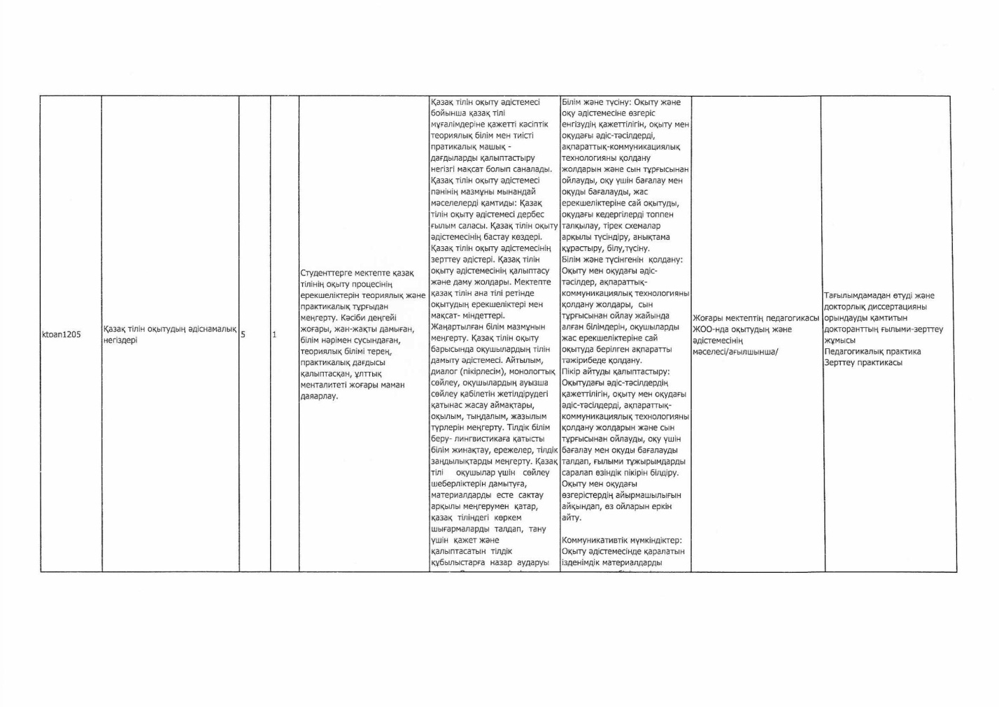 ktoan1205
Қазақ тілін оқытудың әдіснамалық
негіздері
5
1
Студенттерге мектепте қазақ
тілінің оқыту процесінің
ерекшеліктерін теориялық және
практикалық тұрғыдан
меңгерту. Кәсіби деңгейі
жоғары, жан-жақты дамыған,
білім нәрімен сусындаған,
теориялық білімі терең,
практикалық дағдысы
қалыптасқан, ұлттық
менталитеті жоғары маман
даяарлау.
Қазақ тілін оқыту әдістемесі
бойынша қазақ тілі
мұғалімдеріне қажетті кәсіптік
теориялық білім мен тиісті
пратикалық машық -
дағдыларды қалыптастыру
негізгі мақсат болып саналады.
Қазақ тілін оқыту әдістемесі
пәнінің мазмұны мынандай
мәселелерді қамтиды: Қазақ
тілін оқыту әдістемесі дербес
ғылым саласы. Қазақ тілін оқыту
әдістемесінің бастау көздері.
Қазақ тілін оқыту әдістемесінің
зерттеу әдістері. Қазақ тілін
оқыту әдістемесінің қалыптасу
және даму жолдары. Мектепте
қазақ тілін ана тілі ретінде
оқытудың ерекшеліктері мен
мақсат- міндеттері.
Жаңартылған білім мазмұнын
меңгерту. Қазақ тілін оқыту
барысында оқушылардың тілін
дамыту әдістемесі. Айтылым,
диалог (пікірлесім), монологтық
сөйлеу, оқушылардың ауызша
сөйлеу қабілетін жетілдірудегі
қатынас жасау аймақтары,
оқылым, тыңдалым, жазылым
түрлерін меңгерту. Тілдік білім
беру- лингвистикаға қатысты
білім жинақтау, ережелер, тілдік
заңдылықтарды меңгерту. Қазақ
тілі оқушылар үшін сөйлеу
шеберліктерін дамытуға,
материалдарды есте сактау
арқылы меңгерумен қатар,
қазақ тіліндегі көркем
шығармаларды талдап, тану
үшін қажет және
қалыптасатын тілдік
құбылыстарға назар аударуы
Білім және түсіну: Оқыту және
оқу әдістемесіне өзгеріс
енгізудің қажеттілігін, оқыту мен
оқудағы әдіс-тәсілдерді,
ақпараттық-коммуникациялық
технологияны қолдану
жолдарын және сын тұрғысынан
ойлауды, оқу үшін бағалау мен
оқуды бағалауды, жас
ерекшеліктеріне сай оқытуды,
оқудағы кедергілерді топпен
талқылау, тірек схемалар
арқылы түсіндіру, анықтама
құрастыру, білу,түсіну.
Білім және түсінгенін қолдану:
Оқыту мен оқудағы әдіс-
тәсілдер, ақпараттық-
коммуникациялық технологияны
қолдану жолдары, сын
тұрғысынан ойлау жайында
алған білімдерін, оқушыларды
жас ерекшеліктеріне сай
оқытуда берілген ақпаратты
тәжірибеде қолдану.
Пікір айтуды қалыптастыру:
Оқытудағы әдіс-тәсілдердің
қажеттілігін, оқыту мен оқудағы
әдіс-тәсілдерді, ақпараттық-
коммуникациялық технологияны
қолдану жолдарын және сын
тұрғысынан ойлауды, оқу үшін
бағалау мен оқуды бағалауды
талдап, ғылыми тұжырымдарды
саралап өзіндік пікірін білдіру.
Оқыту мен оқудағы
өзгерістердің айырмашылығын
айқындап, өз ойларын еркін
айту.
Коммуникативтік мүмкіндіктер:
Оқыту әдістемесінде қаралатын
ізденімдік материалдарды
Жоғары мектептің педагогикасы
ЖОО-нда оқытудың және
әдістемесінің
мәселесі/ағылшынша/
Тағылымдамадан өтуді және
докторлық диссертацияны
орындауды қамтитын
докторанттың ғылыми-зерттеу
жұмысы
Педагогикалық практика
Зерттеу практикасы